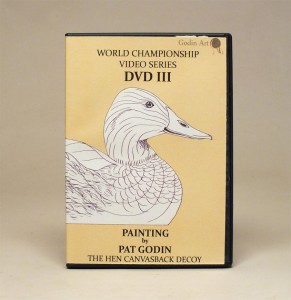 Godin Art
WORLD CHAMPIONSHIP
VIDEO SERIES
DVD III
PAINTING
by
PAT GODIN
THE HEN CANVASBACK DECOY